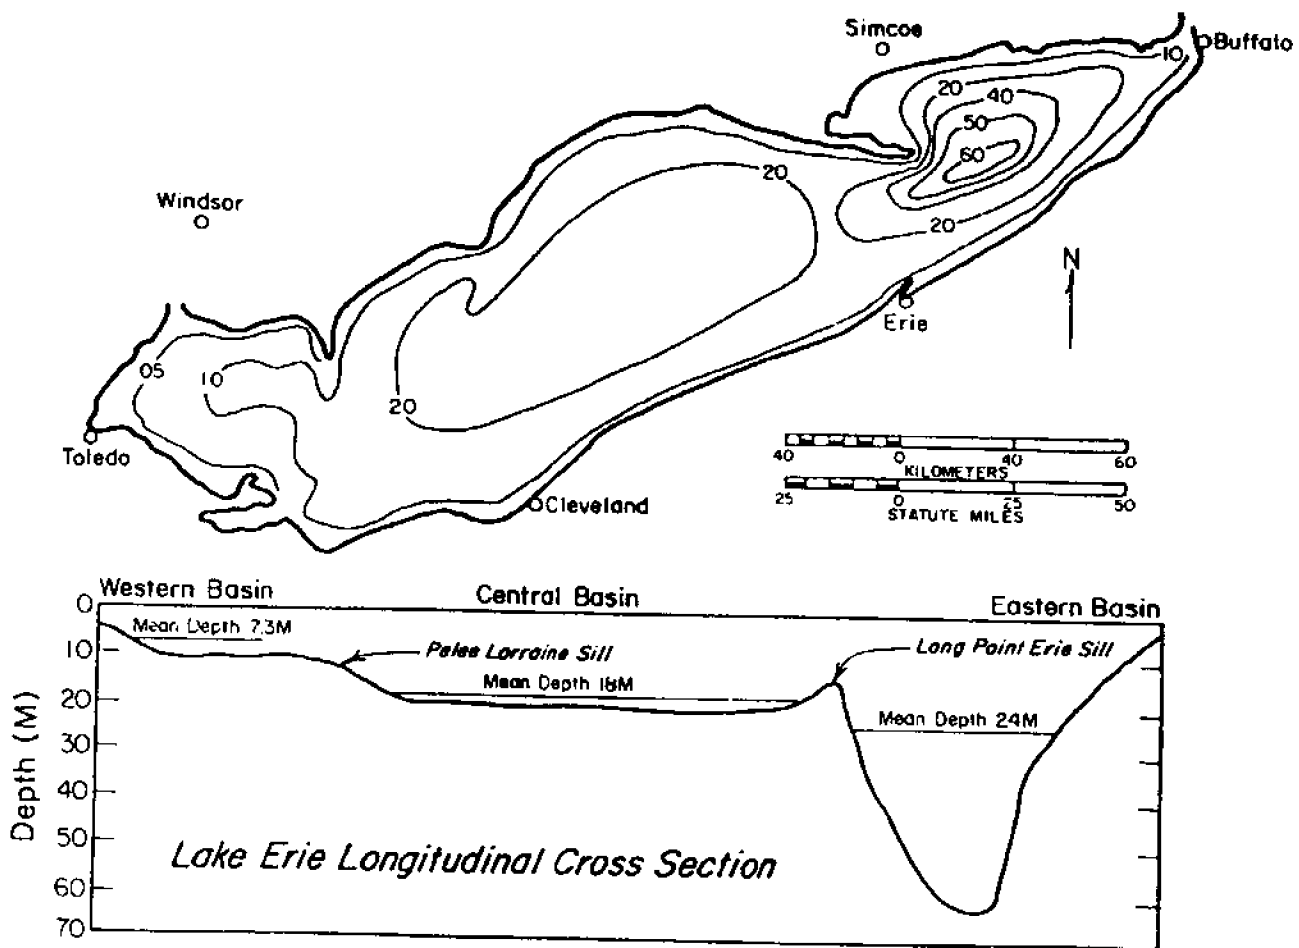 Simcoe
Buffalo
10
20
40
50
60
20
20
Windsor
N
Erie
05
10
20
Toledo
Cleveland
40 0 40 60
KILOMETERS
25 0 25 50
STATUTE MILES
Western Basin
Central Basin
Eastern Basin
0
Mean Depth 7.3M
10
Pelee Lorraine Sill
Long Point Erie Sill
Mean Depth 18M
20
Mean Depth 24M
30
40
50
60
70
Depth (M)
Lake Erie Longitudinal Cross Section